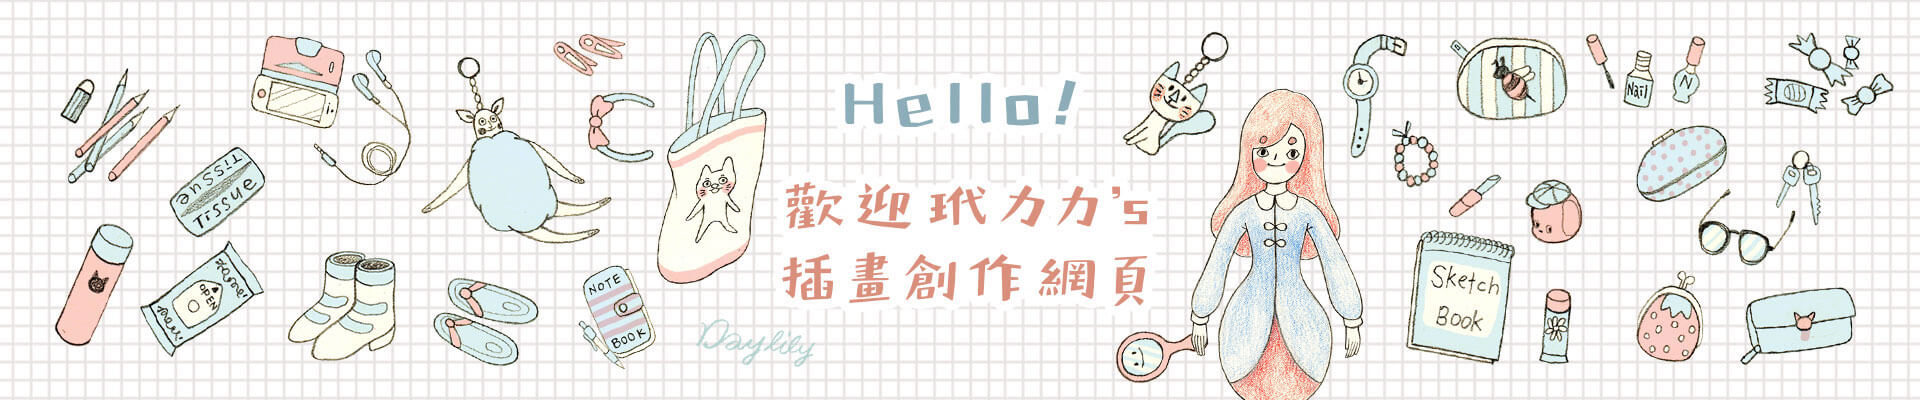 Hello!
歡迎玳力力's
插畫創作網頁
Daylily
Tissue
Tissue
OPEN
NOTE
BOOK
Nail
N
Sketch
Book